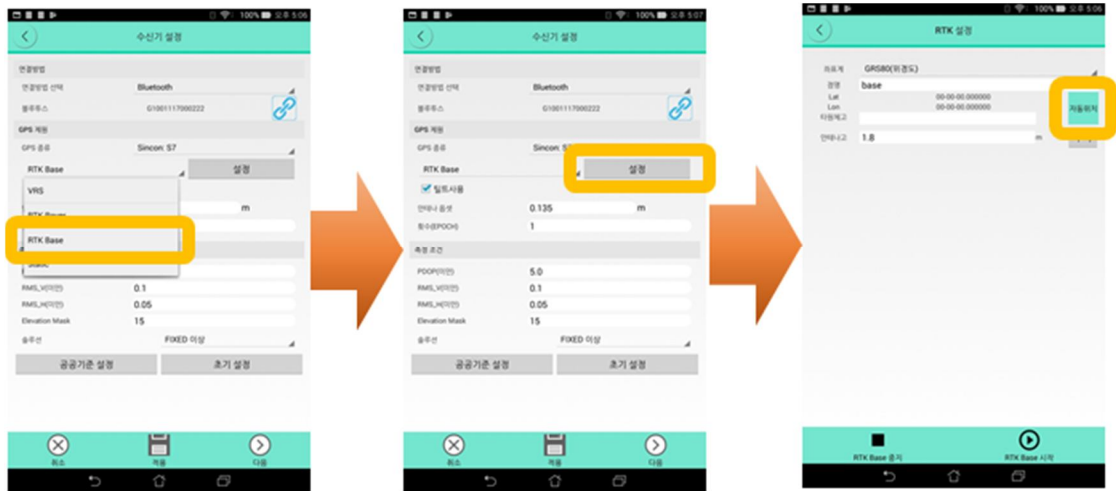 100% 오후 5:06
수신기 설정
연결방법
연결방법 선택 Bluetooth
블루투스 G1001117000222
GPS 제원
GPS 종류 Sincon: S7
RTK Base 설정
VRS
m
RTK Base
Static
RMS_V(미만) 0.1
RMS_H(미만) 0.05
Elevation Mask 15
솔루션 FIXED 이상
공공기준 설정 초기 설정
취소 적용 다음
100% 오후 5:07
수신기 설정
연결방법
연결방법 선택 Bluetooth
블루투스 G1001117000222
GPS 제원
GPS 종류 Sincon: S7
RTK Base 설정
틸트사용
안테나 옵셋 0.135 m
횟수(EPOCH) 1
측정 조건
PDOP(미만) 5.0
RMS_V(미만) 0.1
RMS_H(미만) 0.05
Elevation Mask 15
솔루션 FIXED 이상
공공기준 설정 초기 설정
취소 적용 다음
100% 오후 5:06
RTK 설정
좌표계 GRS80(위경도)
점명 base
Lat 00-00-00.000000
Lon 00-00-00.000000
타원체고
자동위치
안테나고 1.8 m
RTK Base 중지 RTK Base 시작